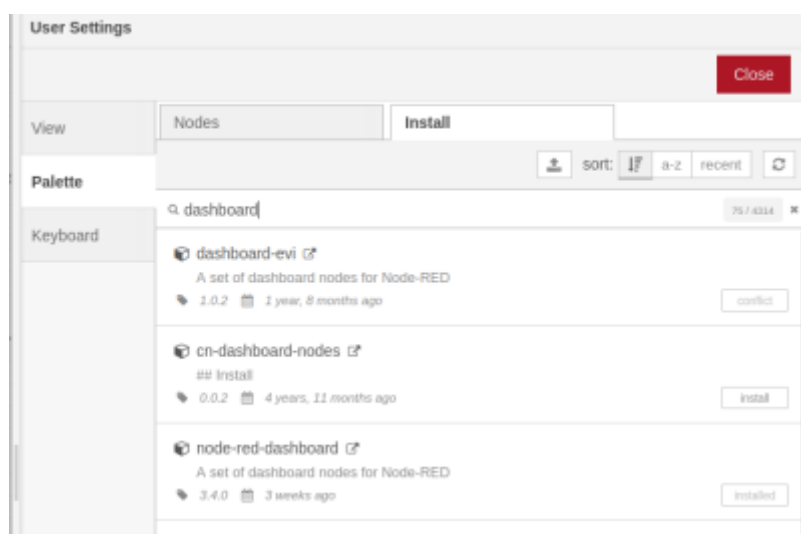 User Settings
Close
View
Palette
Keyboard
Nodes
Install
sort: a-z recent
dashboard
75 / 4314
dashboard-evi
A set of dashboard nodes for Node-RED
1.0.2 1 year, 8 months ago
conflict
cn-dashboard-nodes
## Install
0.0.2 4 years, 11 months ago
install
node-red-dashboard
A set of dashboard nodes for Node-RED
3.4.0 3 weeks ago
installed